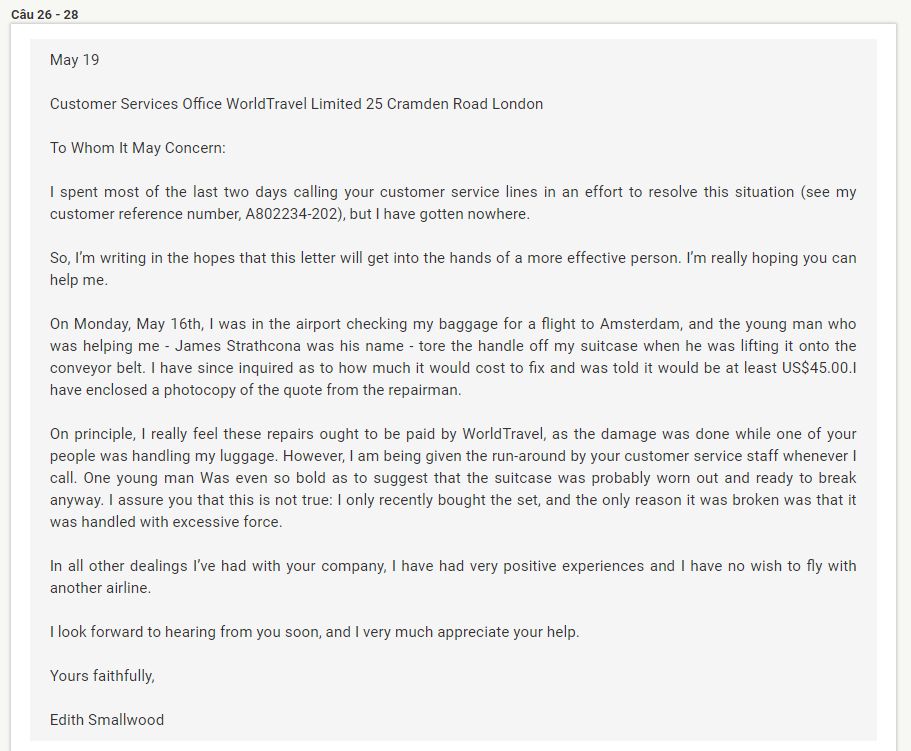 Câu 26 - 28
May 19
Customer Services Office WorldTravel Limited 25 Cramden Road London
To Whom It May Concern:
I spent most of the last two days calling your customer service lines in an effort to resolve this situation (see my
customer reference number, A802234-202), but I have gotten nowhere.
So, I’m writing in the hopes that this letter will get into the hands of a more effective person. I’m really hoping you can
help me.
On Monday, May 16th, I was in the airport checking my baggage for a flight to Amsterdam, and the young man who
was helping me - James Strathcona was his name - tore the handle off my suitcase when he was lifting it onto the
conveyor belt. I have since inquired as to how much it would cost to fix and was told it would be at least US$45.00.I
have enclosed a photocopy of the quote from the repairman.
On principle, I really feel these repairs ought to be paid by WorldTravel, as the damage was done while one of your
people was handling my luggage. However, I am being given the run-around by your customer service staff whenever I
call. One young man Was even so bold as to suggest that the suitcase was probably worn out and ready to break
anyway. I assure you that this is not true: I only recently bought the set, and the only reason it was broken was that it
was handled with excessive force.
In all other dealings I’ve had with your company, I have had very positive experiences and I have no wish to fly with
another airline.
I look forward to hearing from you soon, and I very much appreciate your help.
Yours faithfully,
Edith Smallwood